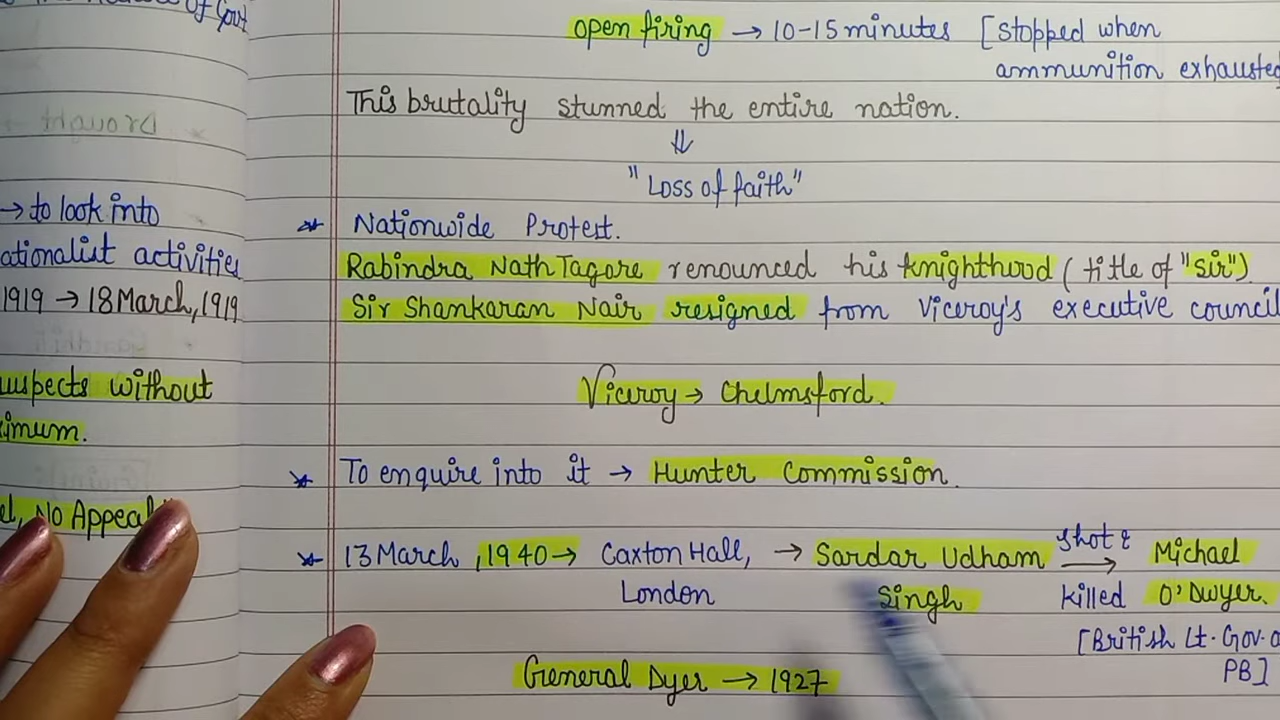 of Govt
→ to look into
ationalist activities
1919 → 18 March, 1919
uspects without
imum.
el, No Appeal"
open firing → 10-15 minutes [stopped when
ammunition exhausted
This brutality stunned the entire nation.
"Loss of faith"
Nationwide Protest.
Rabindra Nath Tagore renounced his knighthood (title of "Sir")
Sir Shankaran Nair resigned from Viceroy's executive council
Viceroy → Chelmsford.
To enquire into it → Hunter Commission.
13 March, 1940 → Caxton Hall, → Sardar Udham shot & Michael
London Singh killed O'Dwyer.
[British Lt. Gov. o
PB]
General Dyer → 1927